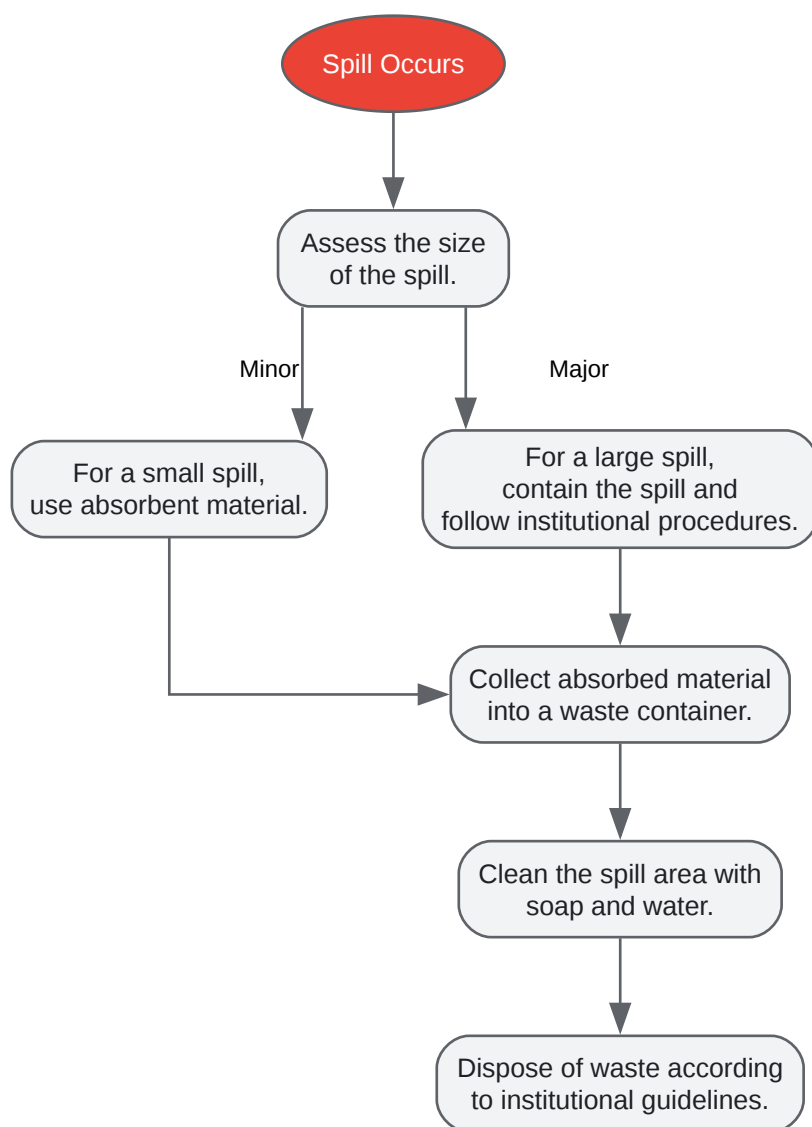 Spill Occurs
Assess the size
of the spill.
Minor
Major
For a small spill,
use absorbent material.
For a large spill,
contain the spill and
follow institutional procedures.
Collect absorbed material
into a waste container.
Clean the spill area with
soap and water.
Dispose of waste according
to institutional guidelines.